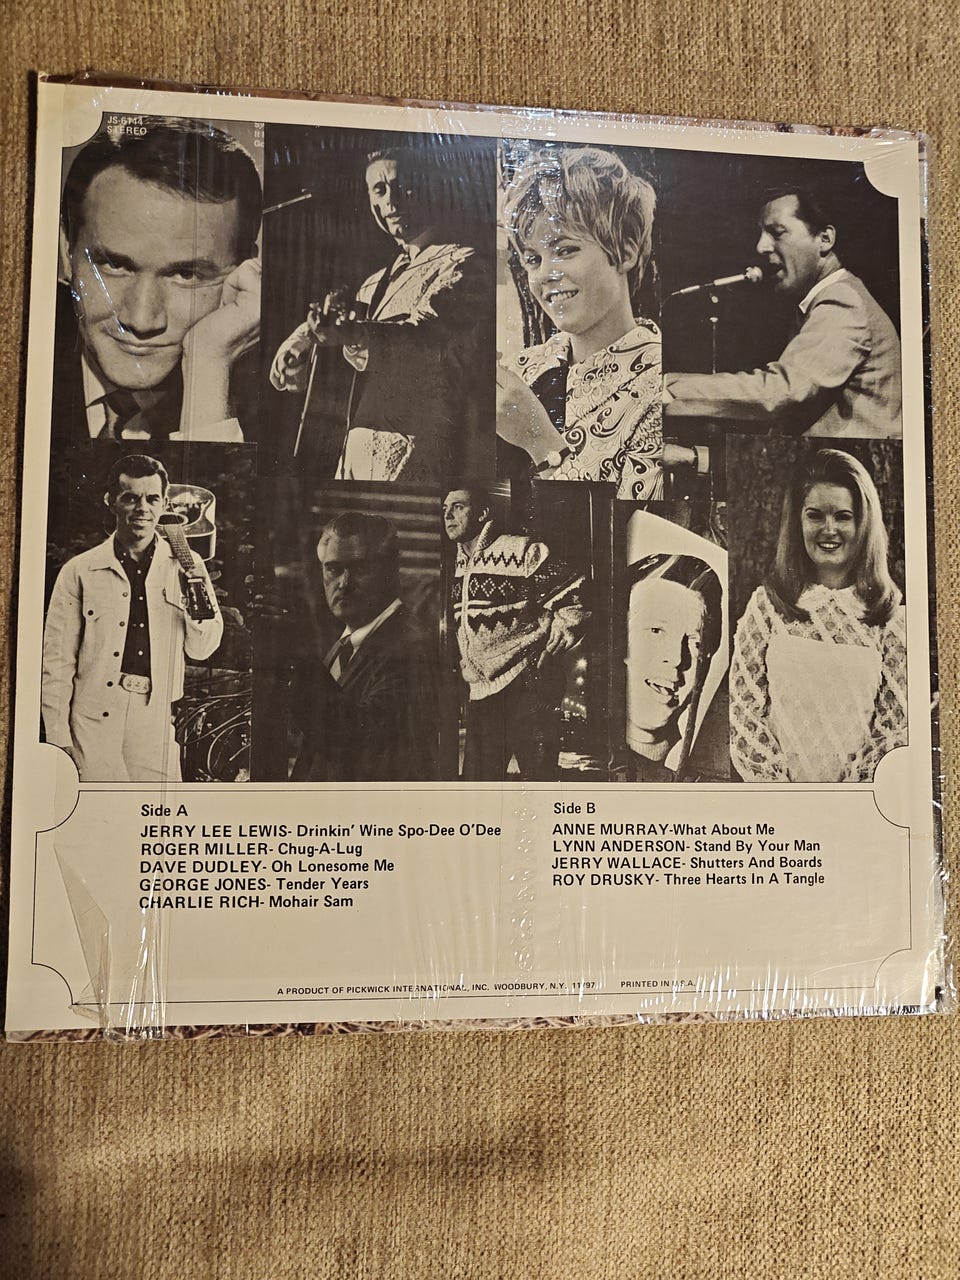 JS-6144
STEREO
Side A
JERRY LEE LEWIS- Drinkin' Wine Spo-Dee O'Dee
ROGER MILLER- Chug-A-Lug
DAVE DUDLEY- Oh Lonesome Me
GEORGE JONES- Tender Years
CHARLIE RICH- Mohair Sam
Side B
ANNE MURRAY-What About Me
LYNN ANDERSON- Stand By Your Man
JERRY WALLACE- Shutters And Boards
ROY DRUSKY- Three Hearts In A Tangle
A PRODUCT OF PICKWICK INTERNATIONAL, INC. WOODBURY, N.Y. 11797 PRINTED IN U.S.A.